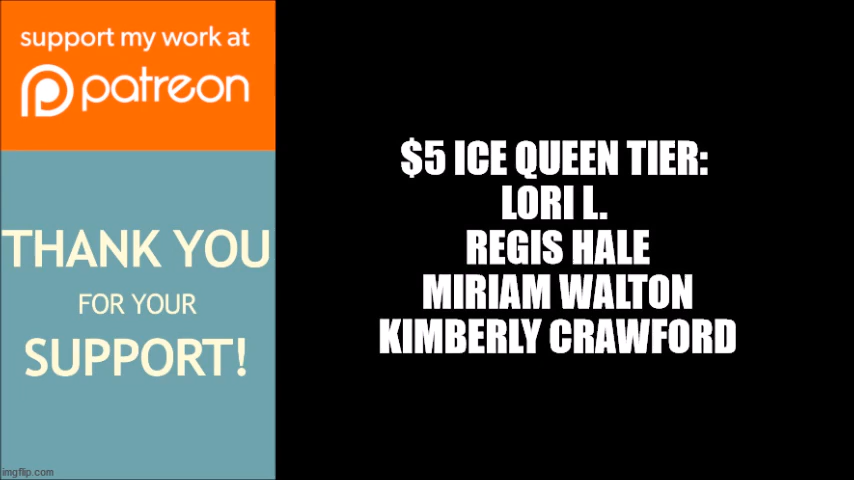 support my work at
patreon
THANK YOU
FOR YOUR
SUPPORT!
$5 ICE QUEEN TIER:
LORI L.
REGIS HALE
MIRIAM WALTON
KIMBERLY CRAWFORD
imgflip.com